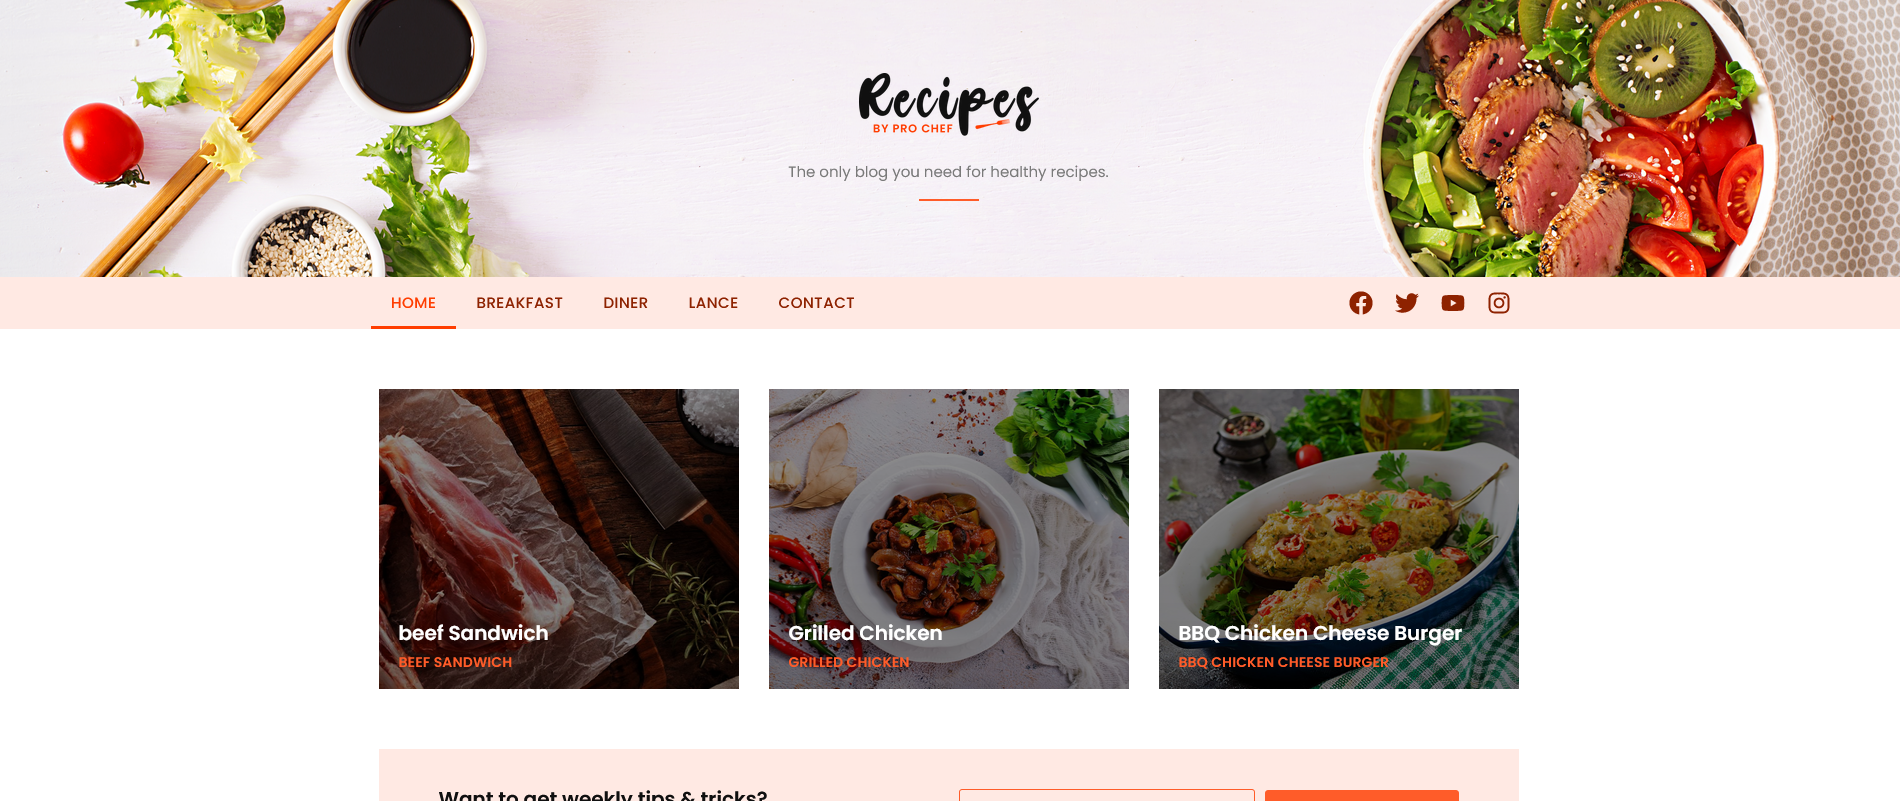 Recipes
BY PRO CHEF
The only blog you need for healthy recipes.
HOME BREAKFAST DINER LANCE CONTACT
beef Sandwich
BEEF SANDWICH
Grilled Chicken
GRILLED CHICKEN
BBQ Chicken Cheese Burger
BBQ CHICKEN CHEESE BURGER
Want to get weekly tips & tricks?